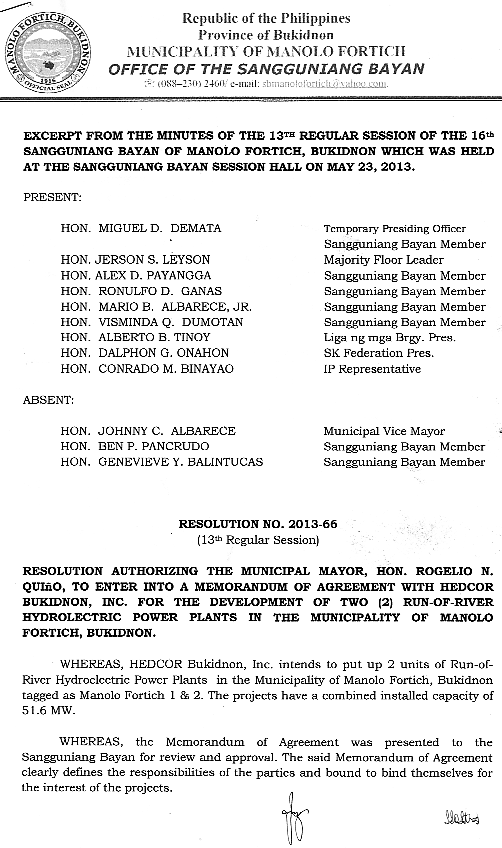 Republic of the Philippines
Province of Bukidnon
MUNICIPALITY OF MANOLO FORTICH
OFFICE OF THE SANGGUNIANG BAYAN
(088-230) 2460/ e-mail: sbmanolofortich@yahoo.com.
MANOLO FORTICH, BUKIDNON
OFFICIAL SEAL
EXCERPT FROM THE MINUTES OF THE 13TH REGULAR SESSION OF THE 16th
SANGGUNIANG BAYAN OF MANOLO FORTICH, BUKIDNON WHICH WAS HELD
AT THE SANGGUNIANG BAYAN SESSION HALL ON MAY 23, 2013.
PRESENT:
HON. MIGUEL D. DEMATA Temporary Presiding Officer
Sangguniang Bayan Member
HON. JERSON S. LEYSON Majority Floor Leader
HON. ALEX D. PAYANGGA Sangguniang Bayan Member
HON. RONULFO D. GANAS Sangguniang Bayan Member
HON. MARIO B. ALBARECE, JR. Sangguniang Bayan Member
HON. VISMINDA Q. DUMOTAN Sangguniang Bayan Member
HON. ALBERTO B. TINOY Liga ng mga Brgy. Pres.
HON. DALPHON G. ONAHON SK Federation Pres.
HON. CONRADO M. BINAYAO IP Representative
ABSENT:
HON. JOHNNY C. ALBARECE Municipal Vice Mayor
HON. BEN P. PANCRUDO Sangguniang Bayan Member
HON. GENEVIEVE Y. BALINTUCAS Sangguniang Bayan Member
RESOLUTION NO. 2013-66
(13th Regular Session)
RESOLUTION AUTHORIZING THE MUNICIPAL MAYOR, HON. ROGELIO N.
QUIñO, TO ENTER INTO A MEMORANDUM OF AGREEMENT WITH HEDCOR
BUKIDNON, INC. FOR THE DEVELOPMENT OF TWO (2) RUN-OF-RIVER
HYDROLECTRIC POWER PLANTS IN THE MUNICIPALITY OF MANOLO
FORTICH, BUKIDNON.
WHEREAS, HEDCOR Bukidnon, Inc. intends to put up 2 units of Run-of-
River Hydroelectric Power Plants in the Municipality of Manolo Fortich, Bukidnon
tagged as Manolo Fortich 1 & 2. The projects have a combined installed capacity of
51.6 MW.
WHEREAS, the Memorandum of Agreement was presented to the
Sangguniang Bayan for review and approval. The said Memorandum of Agreement
clearly defines the responsibilities of the parties and bound to bind themselves for
the interest of the projects.